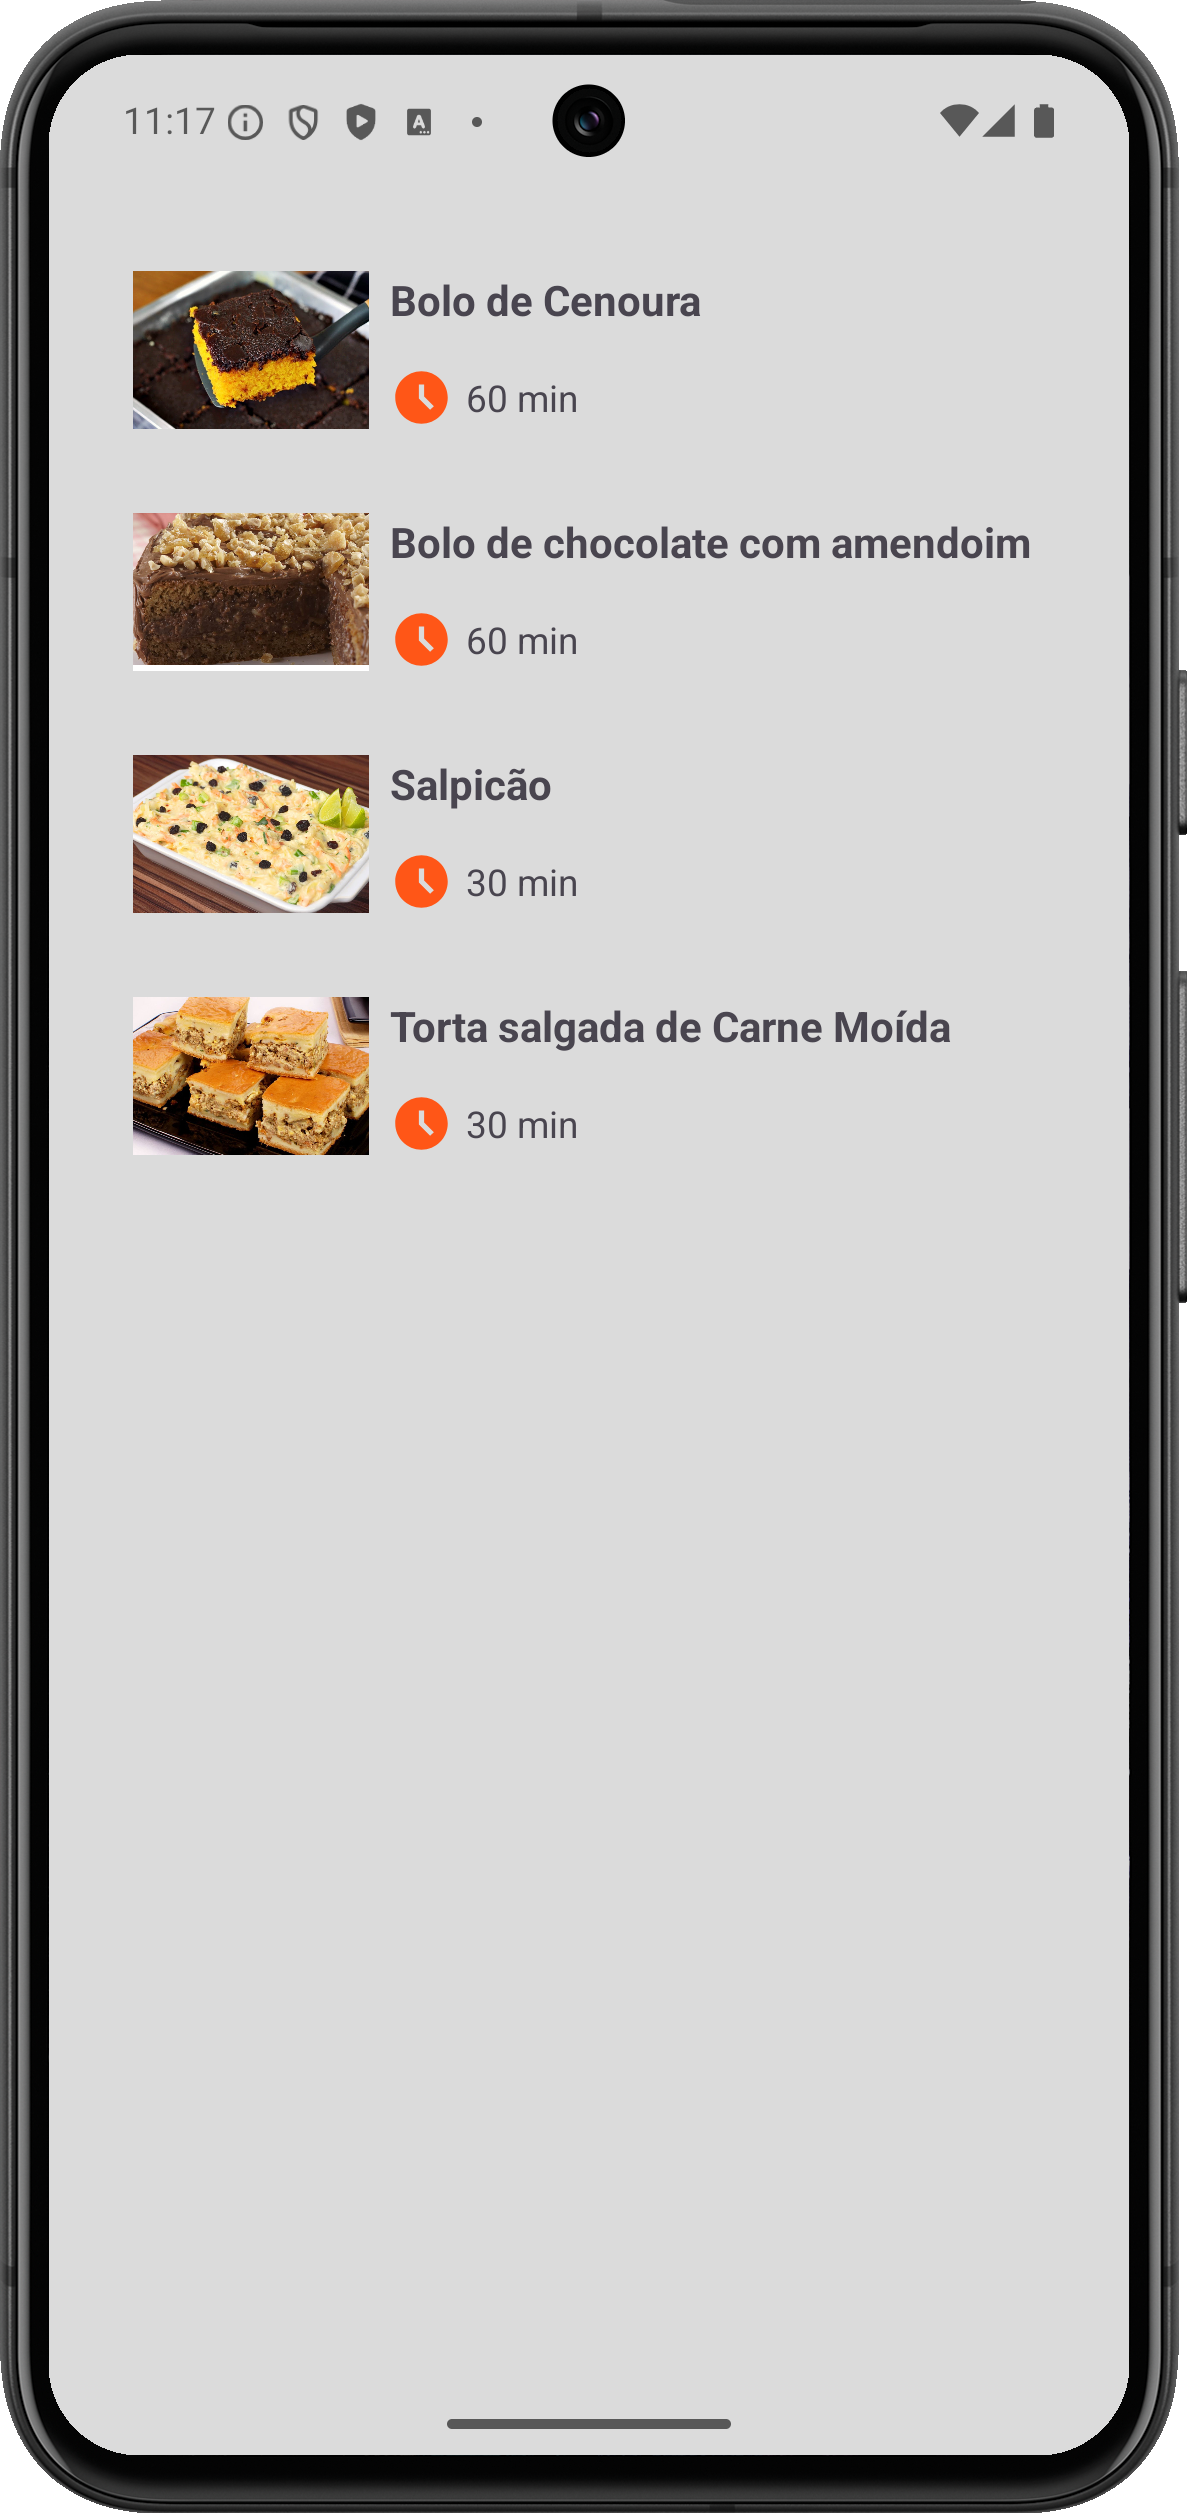 11:17
Bolo de Cenoura
60 min
Bolo de chocolate com amendoim
60 min
Salpicão
30 min
Torta salgada de Carne Moída
30 min